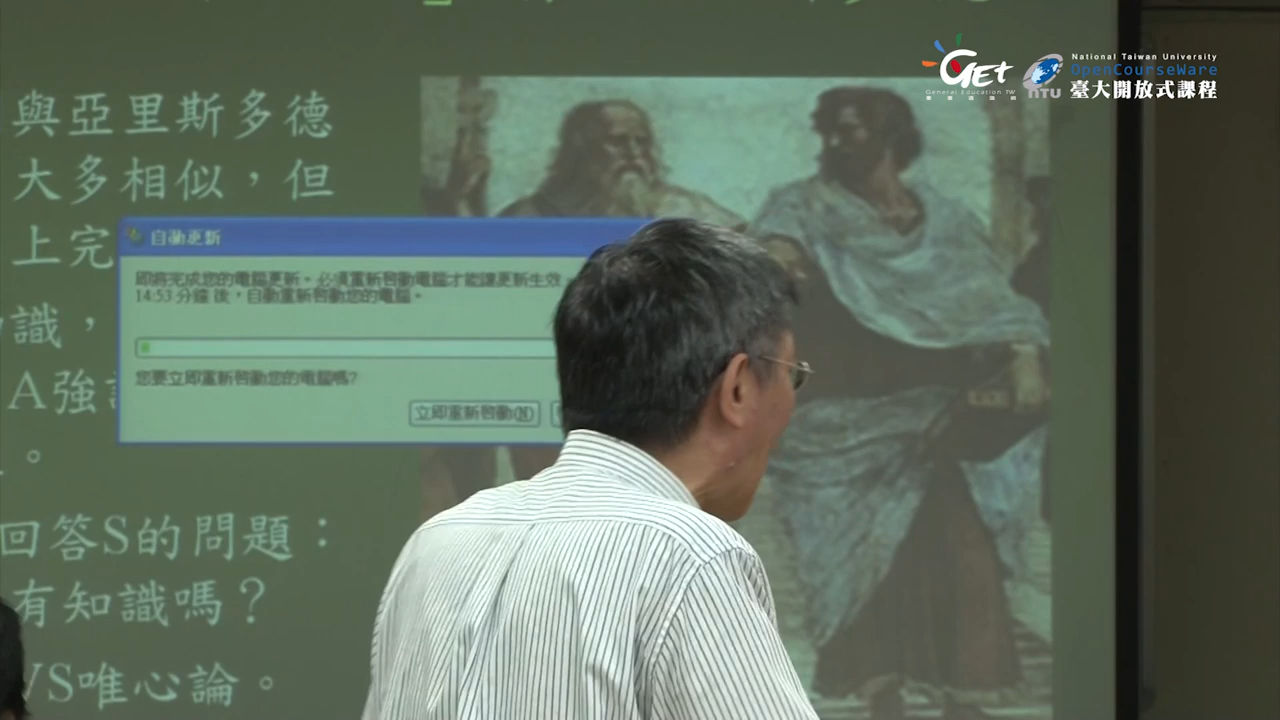 GET
General Education TW
National Taiwan University
OpenCourseWare
NTU
臺大開放式課程
與亞里斯多德
大多相似，但
上完
識，
A強
。
回答S的問題：
有知識嗎？
VS唯心論。
自動更新
即將完成您的電腦更新。必須重新啟動電腦才能讓更新生效
14:53 分鐘 後，自動重新啟動您的電腦。
您要立即重新啟動您的電腦嗎?
立即重新啟動(N)